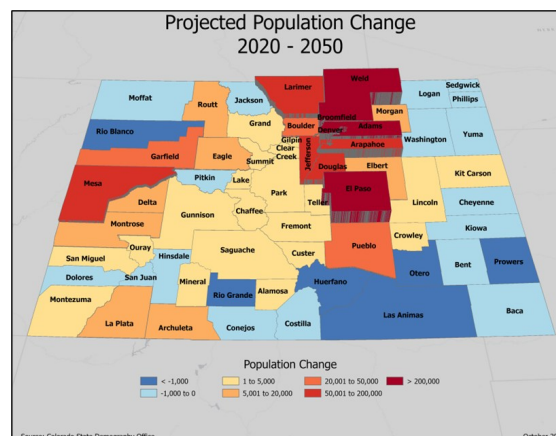 Projected Population Change
2020 - 2050
Moffat
Routt
Jackson
Larimer
Weld
Logan
Sedgwick
Phillips
Morgan
Rio Blanco
Grand
Boulder
Broomfield
Gilpin
Denver
Adams
Washington
Yuma
Garfield
Eagle
Clear
Creek
Summit
Jefferson
Arapahoe
Mesa
Pitkin
Lake
Park
Douglas
Elbert
Kit Carson
Delta
Gunnison
Chaffee
Teller
El Paso
Lincoln
Cheyenne
Montrose
Ouray
Fremont
Kiowa
San Miguel
Hinsdale
Saguache
Custer
Pueblo
Crowley
Dolores
San Juan
Mineral
Rio Grande
Alamosa
Huerfano
Otero
Bent
Prowers
Montezuma
La Plata
Archuleta
Conejos
Costilla
Las Animas
Baca
Population Change
< -1,000
1 to 5,000
20,001 to 50,000
> 200,000
-1,000 to 0
5,001 to 20,000
50,001 to 200,000
Source: Colorado State Demography Office
October